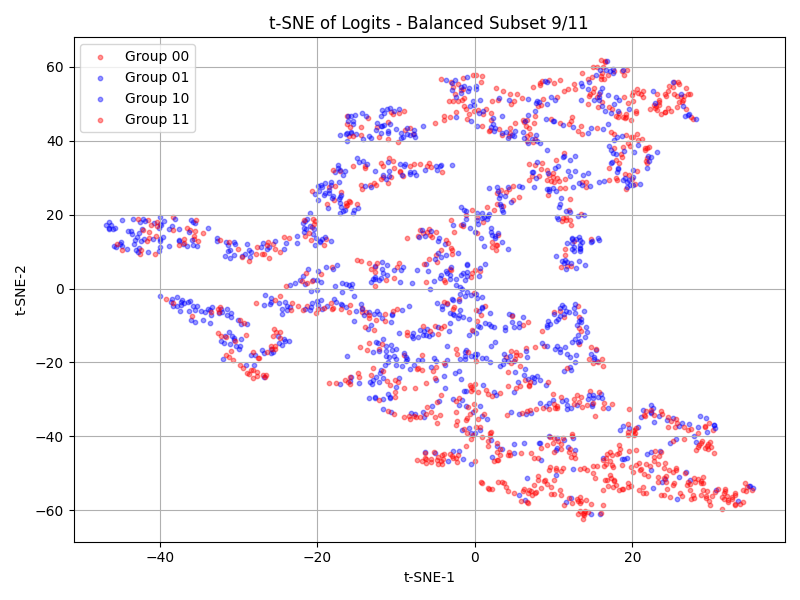 t-SNE of Logits - Balanced Subset 9/11
Group 00
Group 01
Group 10
Group 11
60
40
20
0
−20
−40
−60
t-SNE-2
−40 −20 0 20
t-SNE-1